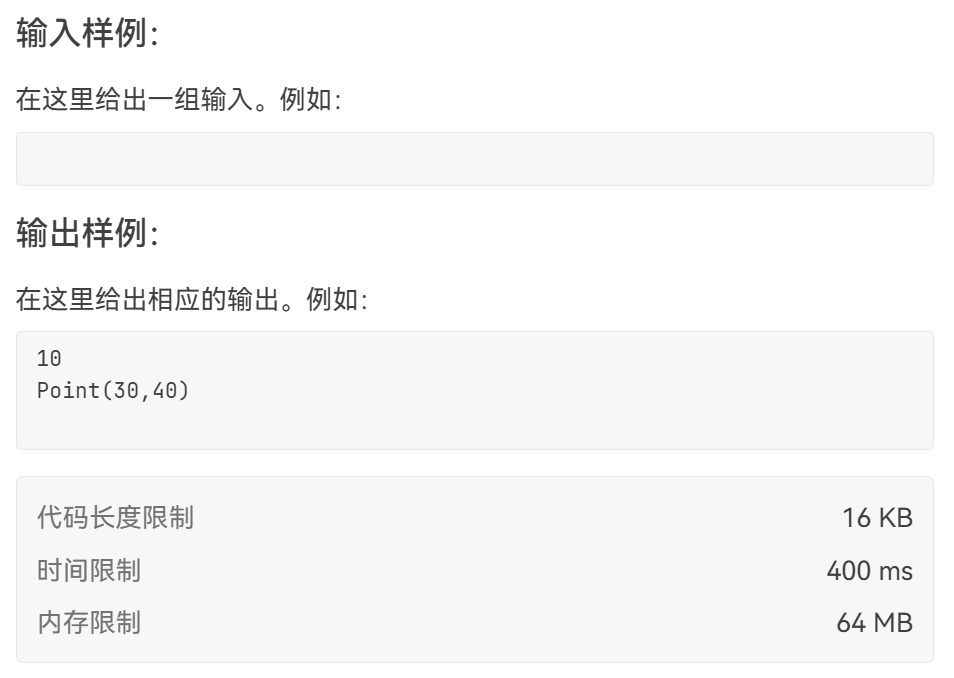 输入样例：
在这里给出一组输入。例如：
输出样例：
在这里给出相应的输出。例如：
10
Point(30,40)
代码长度限制 16 KB
时间限制 400 ms
内存限制 64 MB